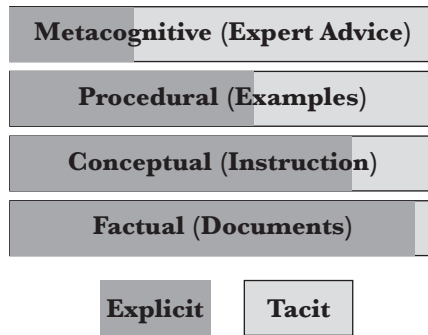 Metacognitive (Expert Advice)
Procedural (Examples)
Conceptual (Instruction)
Factual (Documents)
Explicit Tacit